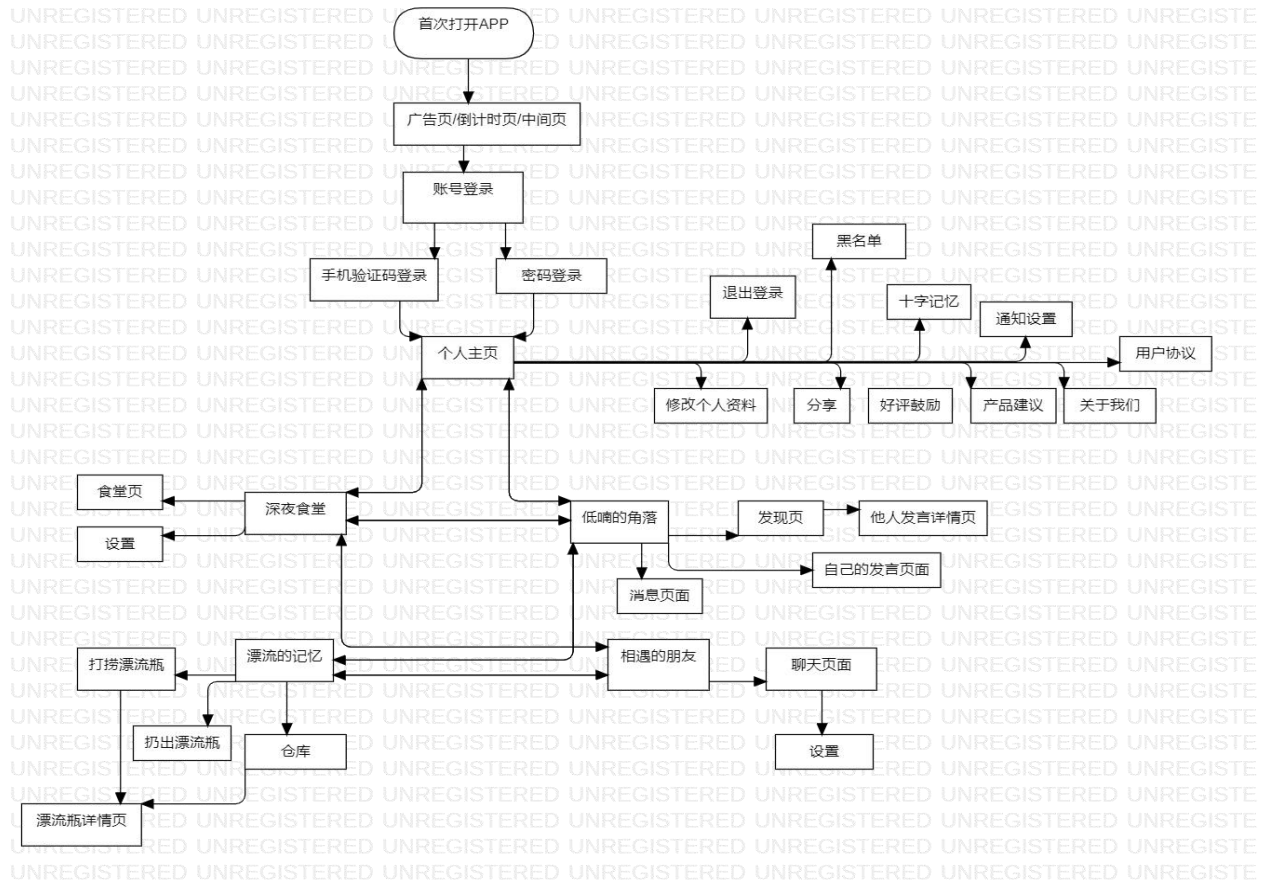 首次打开APP
广告页/倒计时页/中间页
账号登录
手机验证码登录
密码登录
黑名单
退出登录
十字记忆
通知设置
个人主页
用户协议
修改个人资料
分享
好评鼓励
产品建议
关于我们
食堂页
深夜食堂
设置
低喃的角落
发现页
他人发言详情页
自己的发言页面
消息页面
打捞漂流瓶
漂流的记忆
相遇的朋友
聊天页面
扔出漂流瓶
仓库
设置
漂流瓶详情页
UNREGISTERED